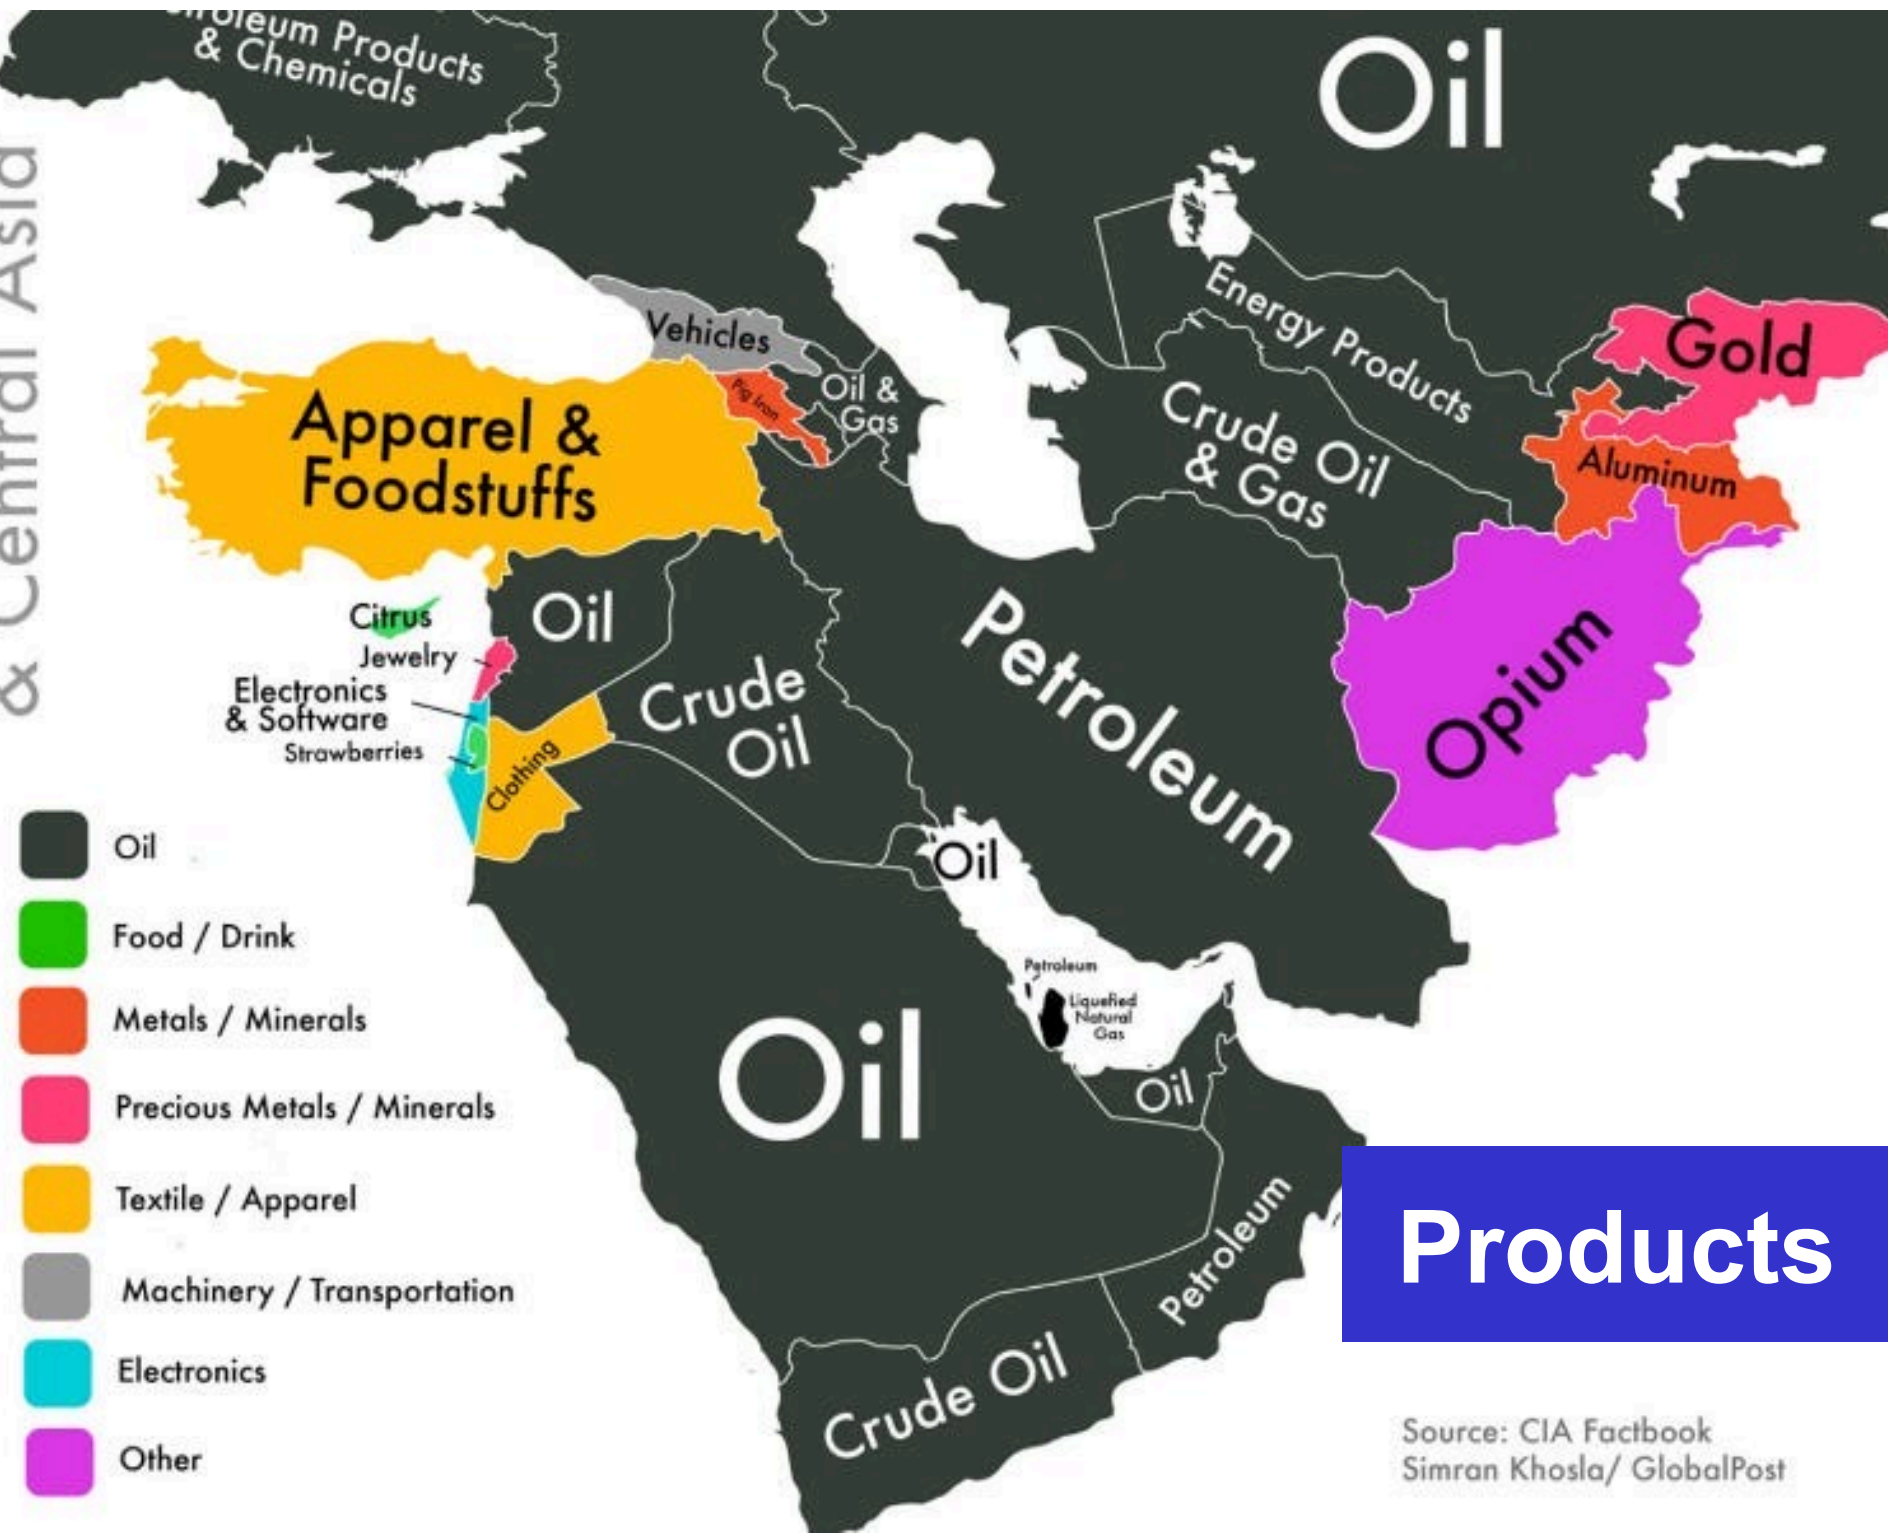 Products
& Chemicals
Oil
& Central Asia
Energy Products
Vehicles
Gold
Pig Iron
Oil &
Gas
Apparel &
Foodstuffs
Crude Oil
& Gas
Aluminum
Citrus
Oil
Jewelry
Electronics
& Software
Strawberries
Clothing
Crude
Oil
Petroleum
Opium
Oil
Petroleum
Liquefied
Natural
Gas
Oil
Oil
Petroleum
Crude Oil
Oil
Food / Drink
Metals / Minerals
Precious Metals / Minerals
Textile / Apparel
Machinery / Transportation
Electronics
Other
Products
Source: CIA Factbook
Simran Khosla/ GlobalPost